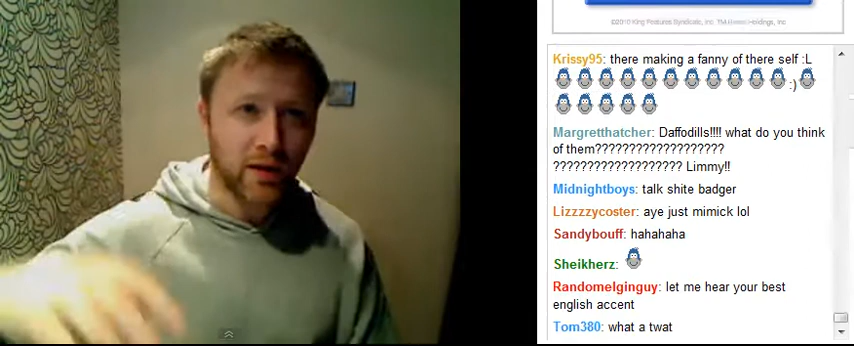 ©2010 King Features Syndicate, Inc. TM Hearst Holdings, Inc
Krissy95: there making a fanny of there self :L
:)
Margretthatcher: Daffodills!!!! what do you think
of them???????????????????
??????????????????? Limmy!!
Midnightboys: talk shite badger
Lizzzzycoster: aye just mimick lol
Sandybouff: hahahaha
Sheikherz:
Randomelginguy: let me hear your best
english accent
Tom380: what a twat